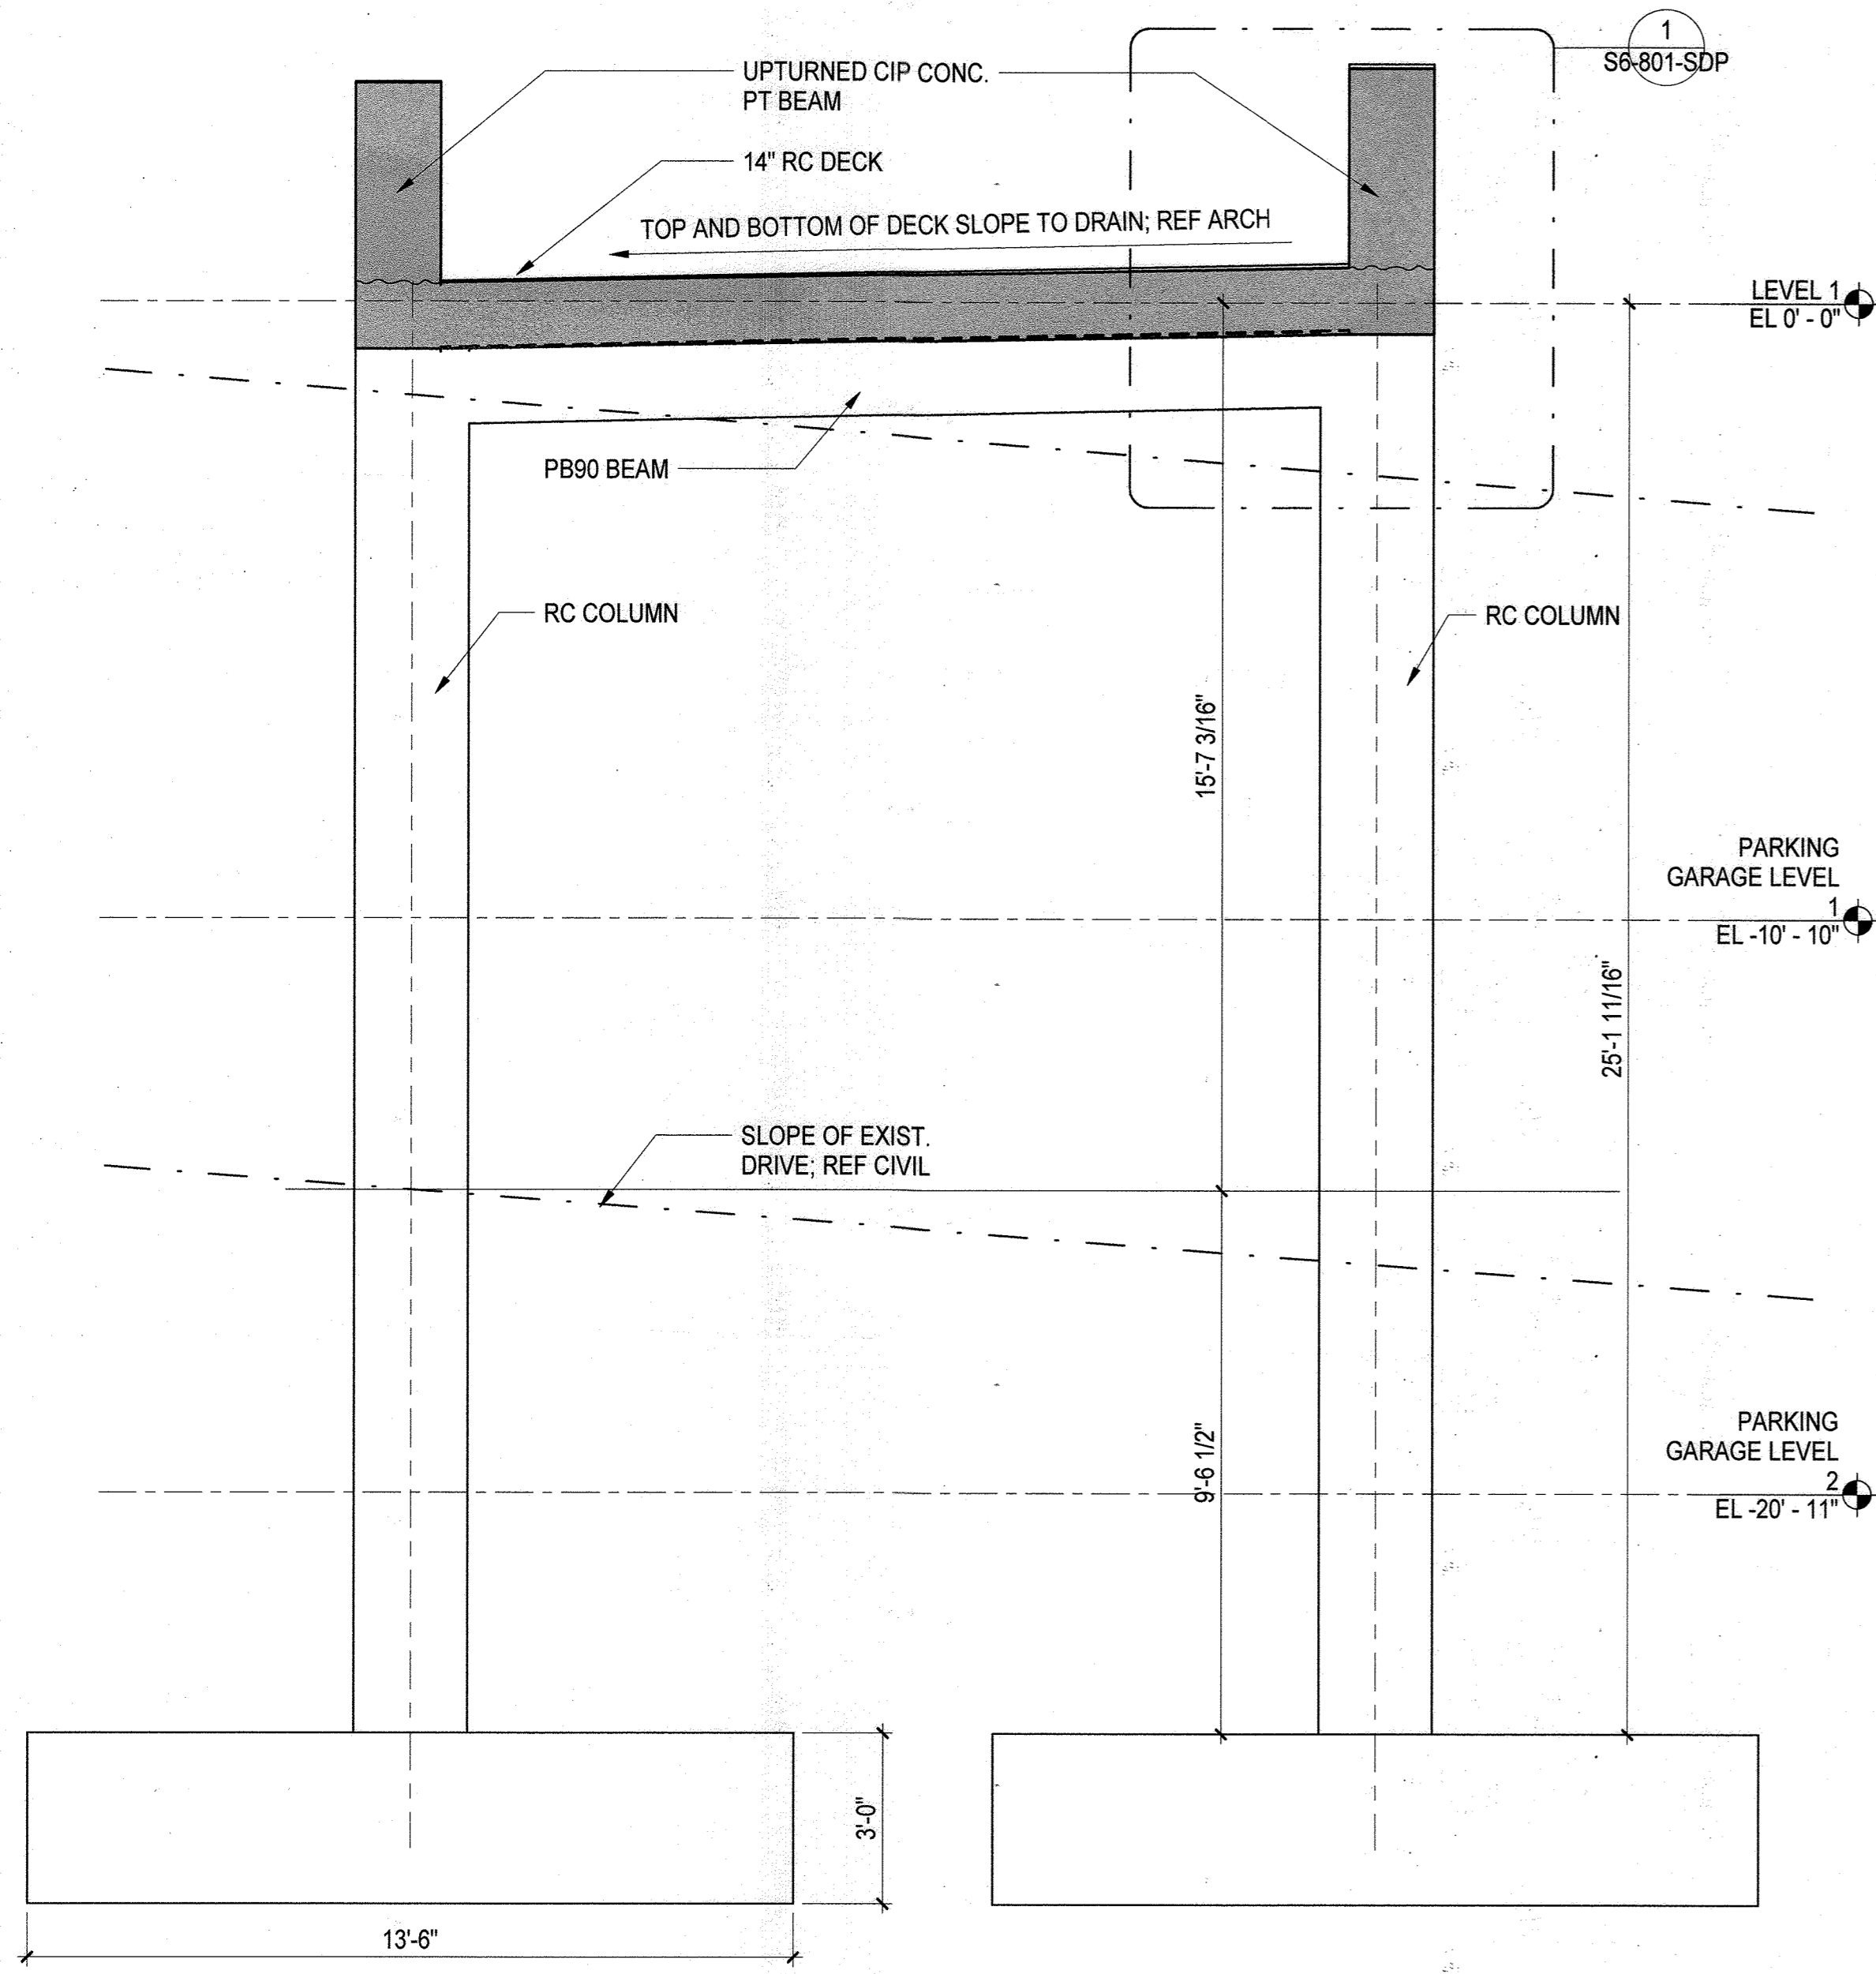 1
S6-801-SDP
UPTURNED CIP CONC.
PT BEAM
14" RC DECK
TOP AND BOTTOM OF DECK SLOPE TO DRAIN; REF ARCH
LEVEL 1
EL 0' - 0"
PB90 BEAM
RC COLUMN
RC COLUMN
15'-7 3/16"
PARKING
GARAGE LEVEL
1
EL -10' - 10"
25'-1 11/16"
SLOPE OF EXIST.
DRIVE; REF CIVIL
9'-6 1/2"
PARKING
GARAGE LEVEL
2
EL -20' - 11"
3'-0"
13'-6"